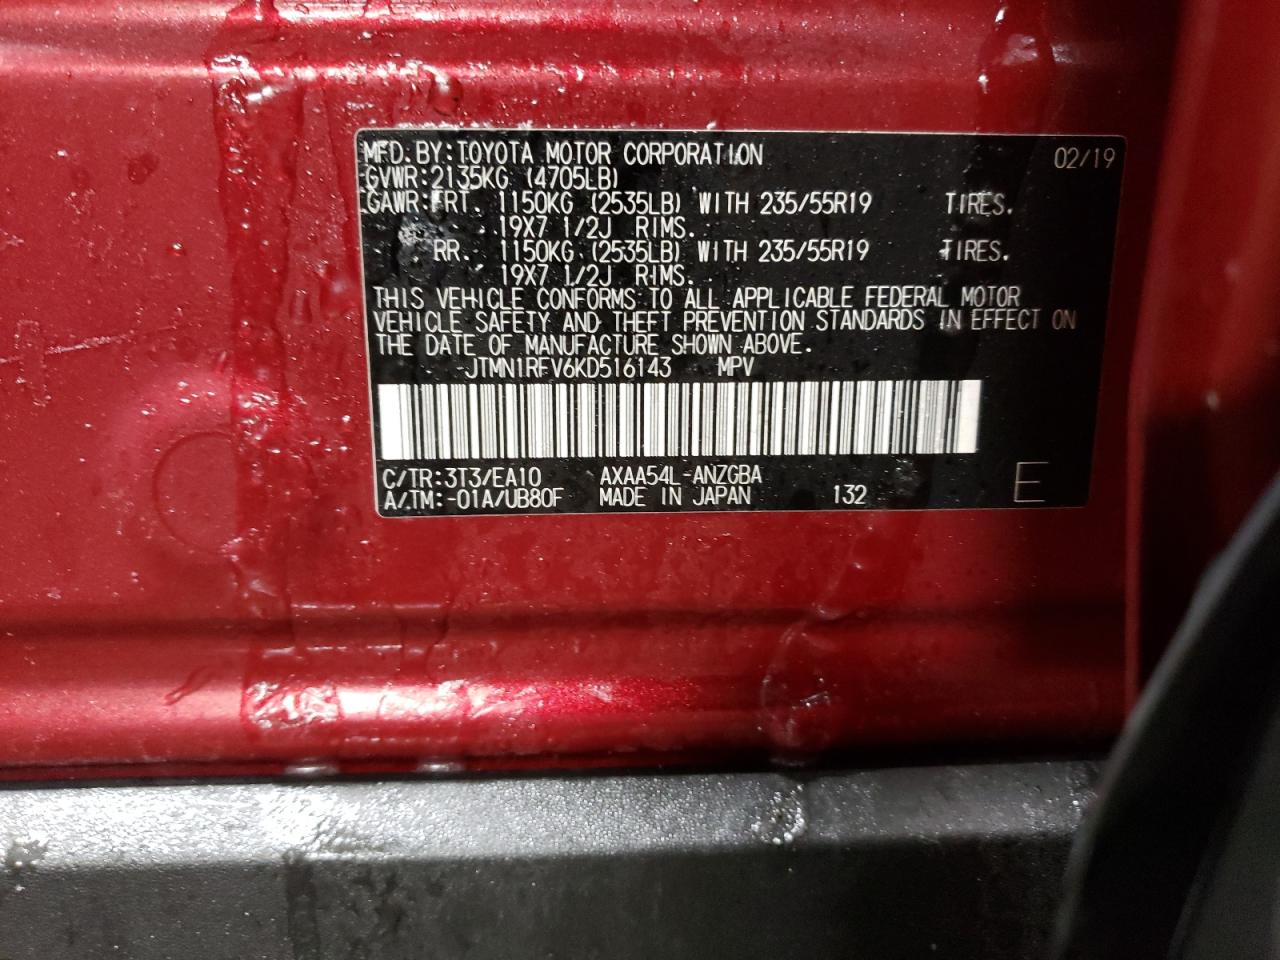 MFD. BY: TOYOTA MOTOR CORPORATION 02/19
GVWR: 2135KG (4705LB)
GAWR: FRT. 1150KG (2535LB) WITH 235/55R19 TIRES.
19X7 1/2J RIMS.
RR. 1150KG (2535LB) WITH 235/55R19 TIRES.
19X7 1/2J RIMS.
THIS VEHICLE CONFORMS TO ALL APPLICABLE FEDERAL MOTOR
VEHICLE SAFETY AND THEFT PREVENTION STANDARDS IN EFFECT ON
THE DATE OF MANUFACTURE SHOWN ABOVE.
JTMN1RFV6KD516143 MPV
C/TR: 3T3/EA10 AXAA54L-ANZGBA
A/TM: -01A/UB80F MADE IN JAPAN 132 E